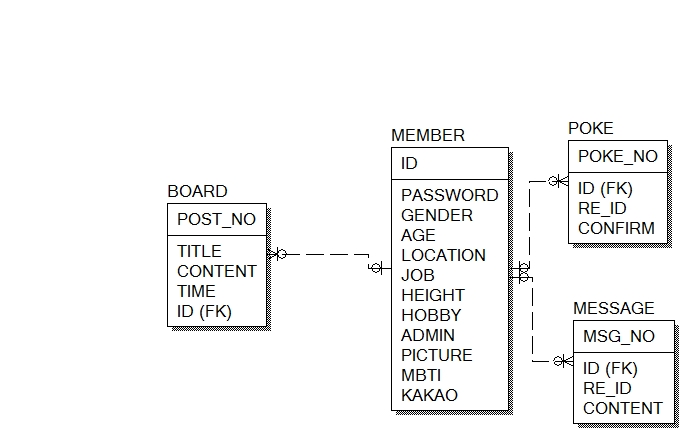 BOARD
POST_NO
TITLE
CONTENT
TIME
ID (FK)
MEMBER
ID
PASSWORD
GENDER
AGE
LOCATION
JOB
HEIGHT
HOBBY
ADMIN
PICTURE
MBTI
KAKAO
POKE
POKE_NO
ID (FK)
RE_ID
CONFIRM
MESSAGE
MSG_NO
ID (FK)
RE_ID
CONTENT